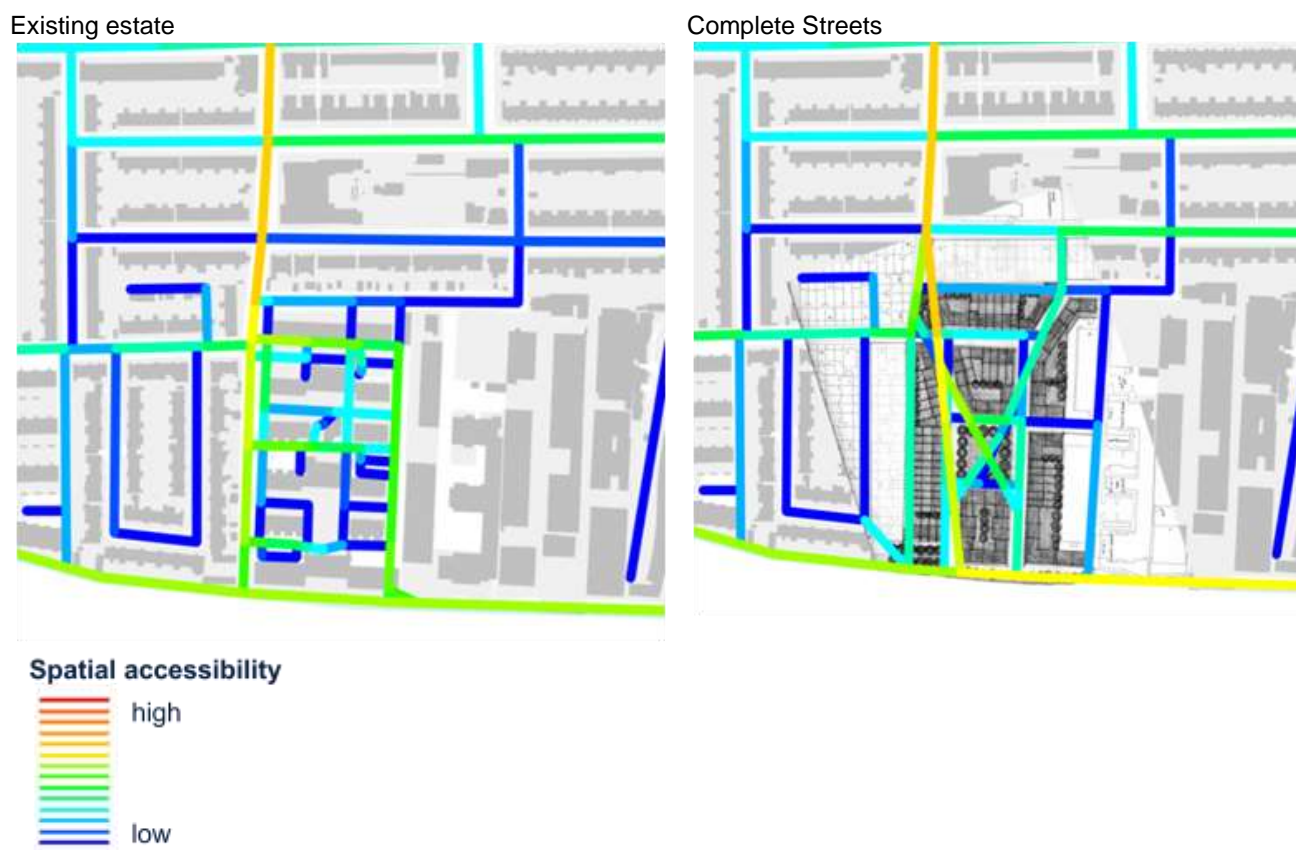 Existing estate
Complete Streets
Spatial accessibility
high
low